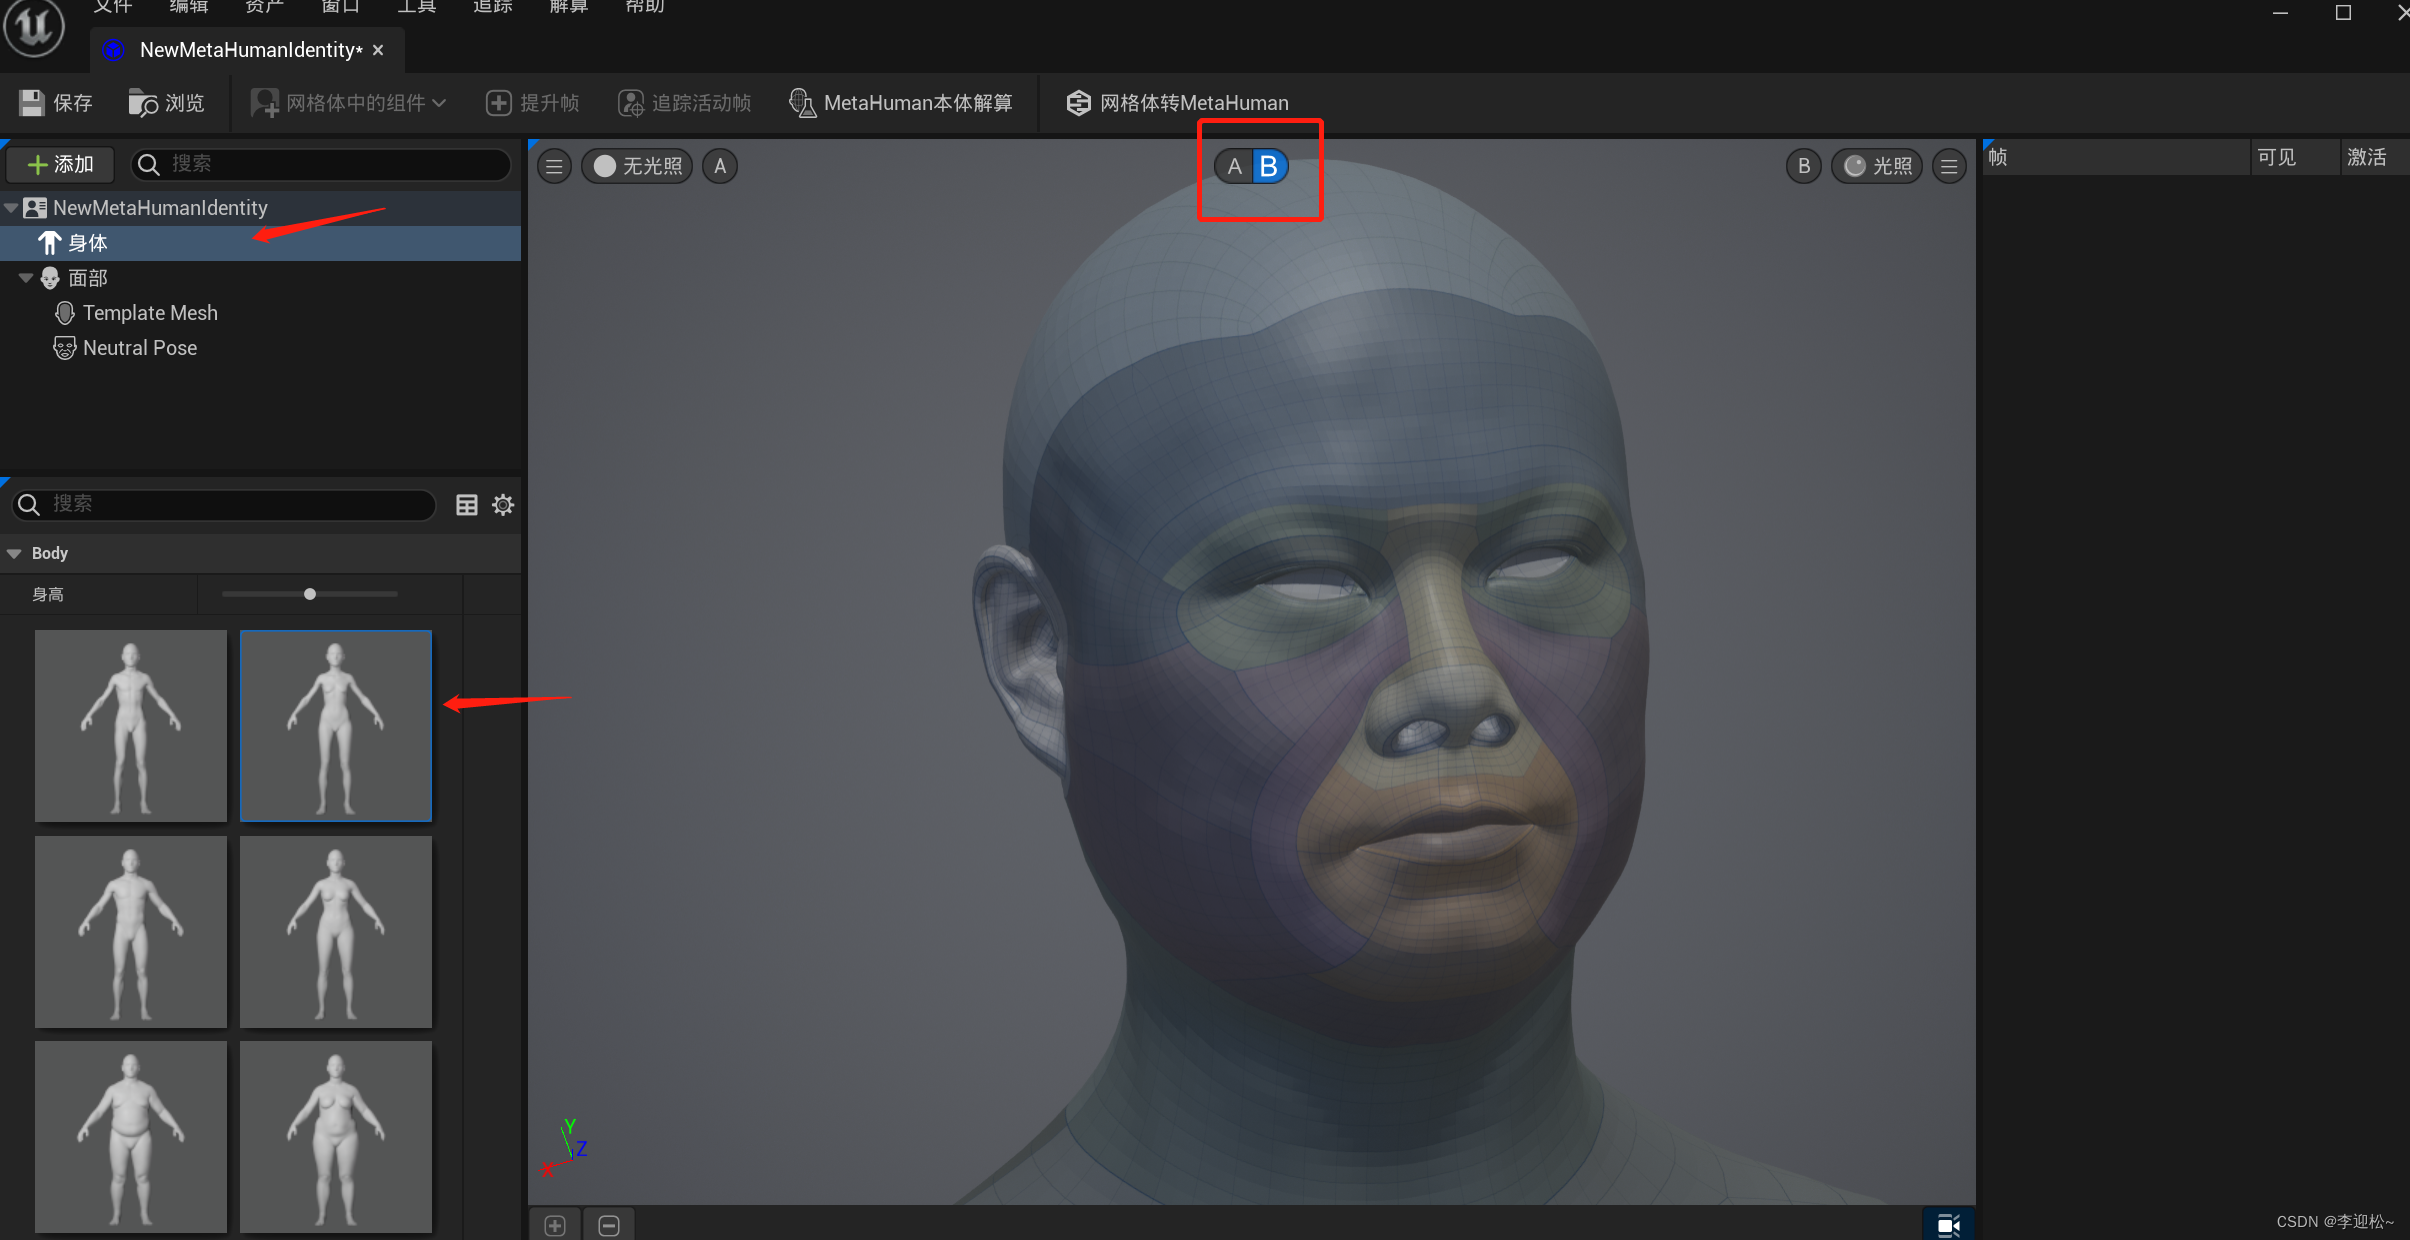 文件 编辑 资产 窗口 工具 追踪 解算 帮助
NewMetaHumanIdentity*
保存 浏览 网格体中的组件 提升帧 追踪活动帧 MetaHuman本体解算 网格体转MetaHuman
添加 搜索
NewMetaHumanIdentity
身体
面部
Template Mesh
Neutral Pose
搜索
Body
身高
无光照 A
A B
B 光照
帧 可见 激活
Y
Z
X
CSDN @李迎松~